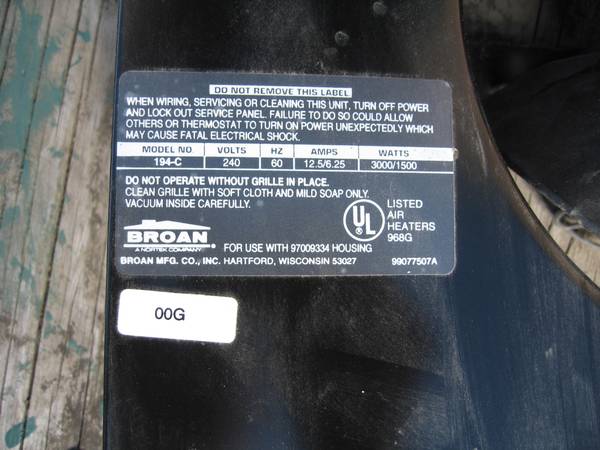 DO NOT REMOVE THIS LABEL
WHEN WIRING, SERVICING OR CLEANING THIS UNIT, TURN OFF POWER
AND LOCK OUT SERVICE PANEL. FAILURE TO DO SO COULD ALLOW
OTHERS OR THERMOSTAT TO TURN ON POWER UNEXPECTEDLY WHICH
MAY CAUSE FATAL ELECTRICAL SHOCK.
MODEL NO. VOLTS HZ AMPS WATTS
194-C 240 60 12.5/6.25 3000/1500
DO NOT OPERATE WITHOUT GRILLE IN PLACE.
CLEAN GRILLE WITH SOFT CLOTH AND MILD SOAP ONLY.
VACUUM INSIDE CAREFULLY.
UL ®
LISTED
AIR
HEATERS
968G
BROAN
A NORTEK COMPANY
FOR USE WITH 97009334 HOUSING
BROAN MFG. CO., INC. HARTFORD, WISCONSIN 53027 99077507A
00G